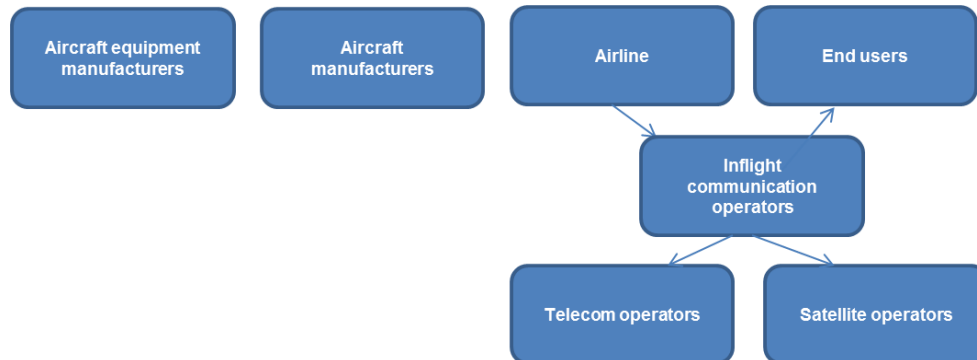 Aircraft equipment
manufacturers
Aircraft
manufacturers
Airline
End users
Inflight
communication
operators
Telecom operators
Satellite operators